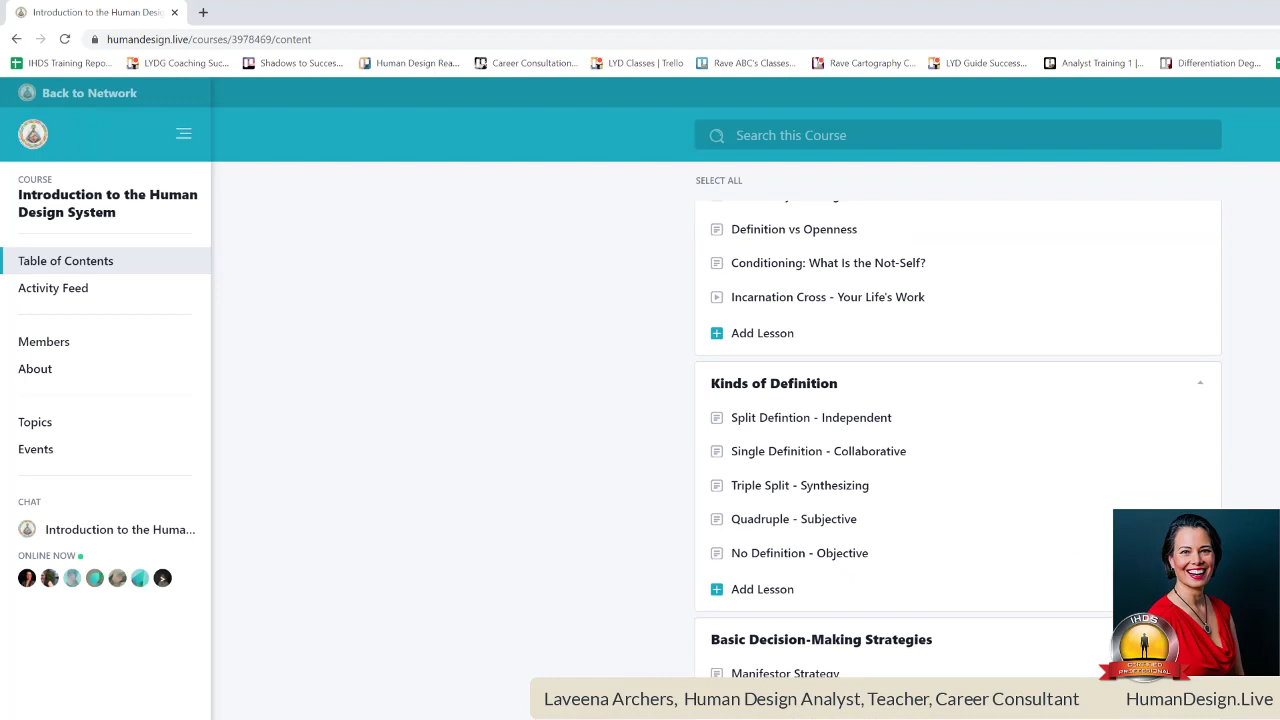 Introduction to the Human Desig
humandesign.live/courses/3978469/content
IHDS Training Repo...
LYDG Coaching Suc...
Shadows to Succes...
Human Design Rea...
Career Consultation...
LYD Classes | Trello
Rave ABC's Classes...
Rave Cartography C...
LYD Guide Success...
Analyst Training 1 |...
Differentiation Deg...
Back to Network
Search this Course
COURSE
Introduction to the Human
Design System
Table of Contents
Activity Feed
Members
About
Topics
Events
CHAT
Introduction to the Huma...
ONLINE NOW
SELECT ALL
Definition vs Openness
Conditioning: What Is the Not-Self?
Incarnation Cross - Your Life's Work
Add Lesson
Kinds of Definition
Split Defintion - Independent
Single Definition - Collaborative
Triple Split - Synthesizing
Quadruple - Subjective
No Definition - Objective
Add Lesson
Basic Decision-Making Strategies
Manifestor Strategy
IHDS
CERTIFIED
PROFESSIONAL
Laveena Archers, Human Design Analyst, Teacher, Career Consultant
HumanDesign.Live